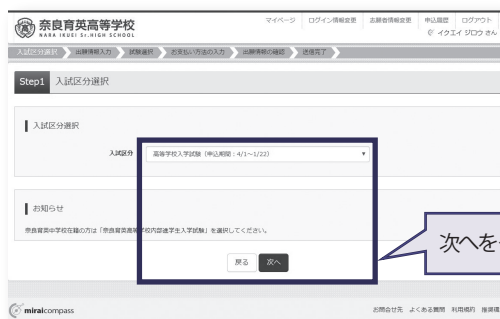 奈良育英高等学校
NARA IKUEI Sr.HIGH SCHOOL
マイページ ログイン情報変更 志願者情報変更 申込履歴 ログアウト
イクエイ ジロウ さん
入試区分選択 出願情報入力 試験選択 お支払い方法の入力 出願情報の確認 送信完了
Step1 入試区分選択
入試区分選択
入試区分 高等学校入学試験（申込期間：4/1～1/22）
お知らせ
奈良育英中学校在籍の方は「奈良育英高等学校内部進学生入学試験」を選択してください。
戻る 次へ
次へを
miraicompass
お問合せ先 よくある質問 利用規約 推奨環